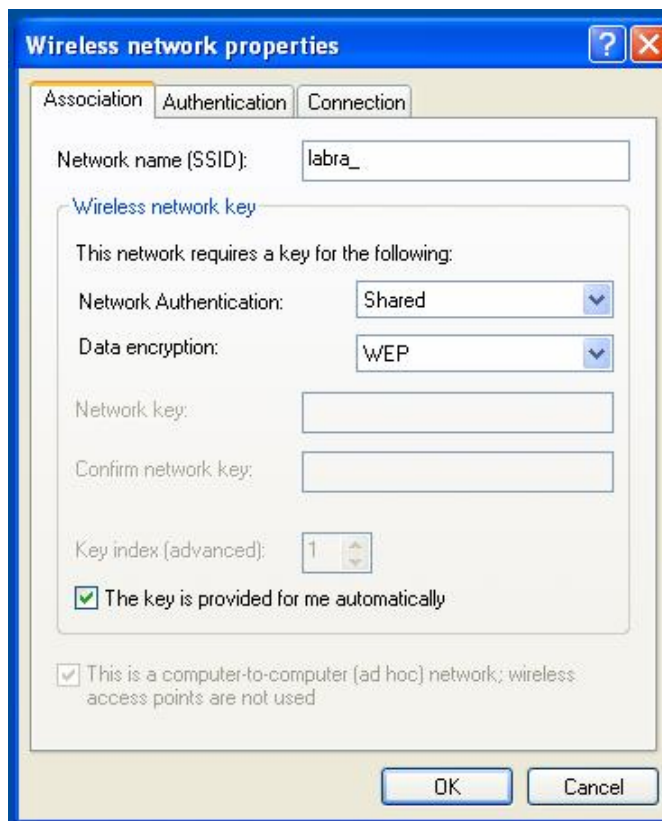 Wireless network properties
Association Authentication Connection
Network name (SSID): labra_
Wireless network key
This network requires a key for the following:
Network Authentication: Shared
Data encryption: WEP
Network key:
Confirm network key:
Key index (advanced): 1
The key is provided for me automatically
This is a computer-to-computer (ad hoc) network; wireless
access points are not used
OK Cancel